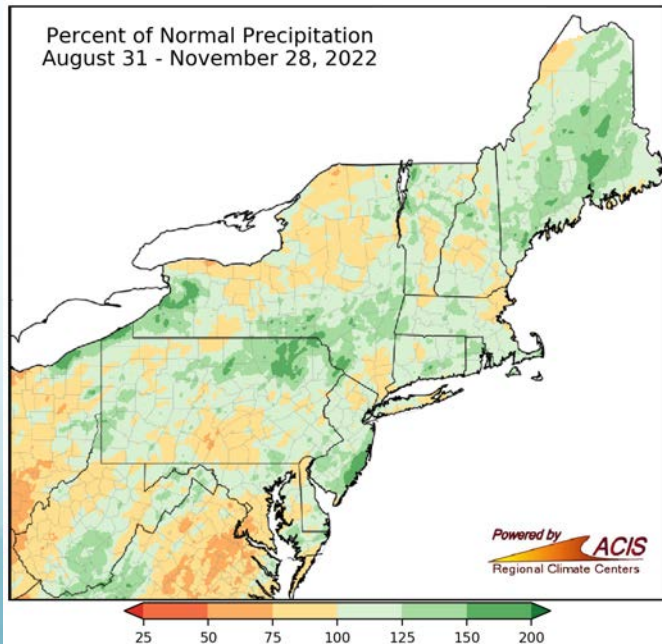 Percent of Normal Precipitation
August 31 - November 28, 2022
Powered by
ACIS
Regional Climate Centers
25 50 75 100 125 150 200